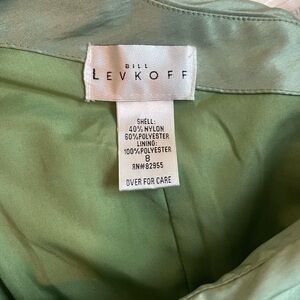 BILL
LEVKOFF
SHELL:
40% NYLON
60% POLYESTER
LINING:
100% POLYESTER
8
RN#82955
OVER FOR CARE